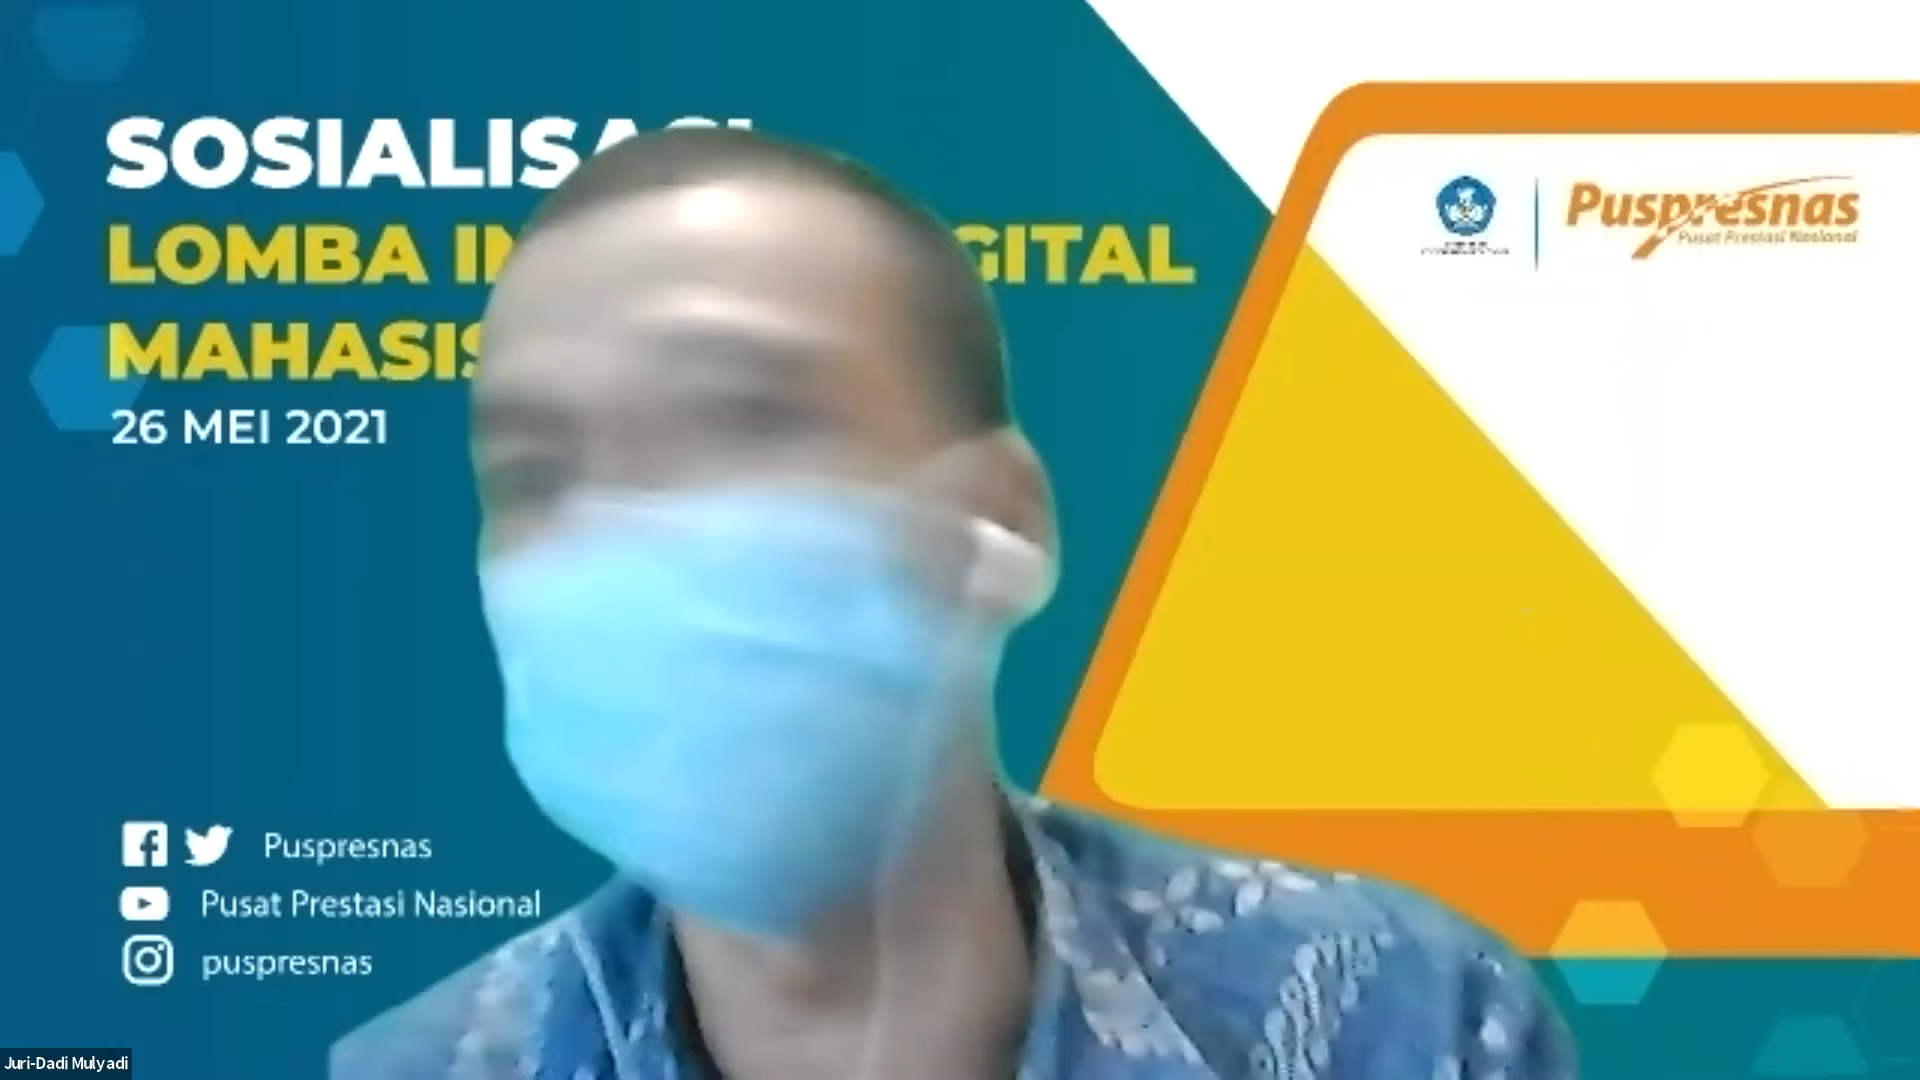 SOSIALISASI
LOMBA IN GITAL
MAHASIS
26 MEI 2021
Puspresnas
Pusat Prestasi Nasional
Puspresnas
Pusat Prestasi Nasional
puspresnas
Juri-Dadi Mulyadi